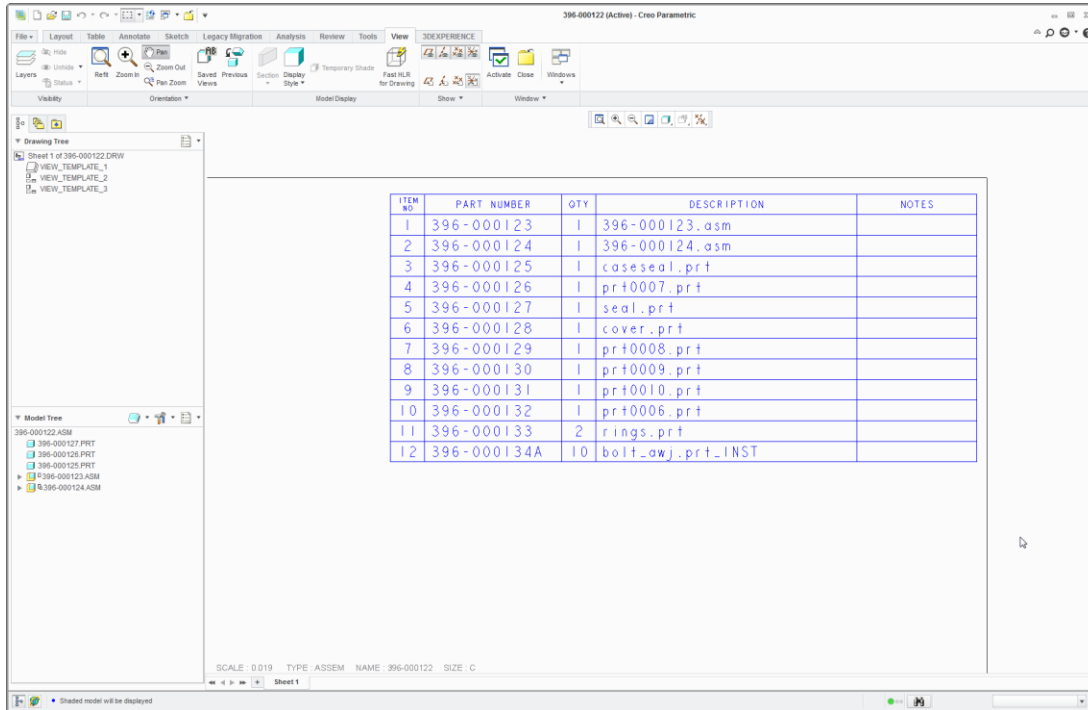 396-000122 (Active) - Creo Parametric
File Layout Table Annotate Sketch Legacy Migration Analysis Review Tools View 3DEXPERIENCE
Layers
Hide
Unhide
Status
Refit
Zoom In
Pan
Zoom Out
Pan Zoom
Saved Views
Previous
Section
Display Style
Temporary Shade
Fast HLR for Drawing
Activate
Close
Windows
Visibility Orientation Model Display Show Window
Drawing Tree
Sheet 1 of 396-000122.DRW
VIEW_TEMPLATE_1
VIEW_TEMPLATE_2
VIEW_TEMPLATE_3
Model Tree
396-000122.ASM
396-000127.PRT
396-000126.PRT
396-000125.PRT
396-000123.ASM
396-000124.ASM
ITEM NO PART NUMBER QTY DESCRIPTION NOTES
1 396-000123 1 396-000123.asm
2 396-000124 1 396-000124.asm
3 396-000125 1 caseseal.prt
4 396-000126 1 prt0007.prt
5 396-000127 1 seal.prt
6 396-000128 1 cover.prt
7 396-000129 1 prt0008.prt
8 396-000130 1 prt0009.prt
9 396-000131 1 prt0010.prt
10 396-000132 1 prt0006.prt
11 396-000133 2 rings.prt
12 396-000134A 10 bolt_awj.prt_INST
SCALE : 0.019 TYPE : ASSEM NAME : 396-000122 SIZE : C
Sheet 1
Shaded model will be displayed